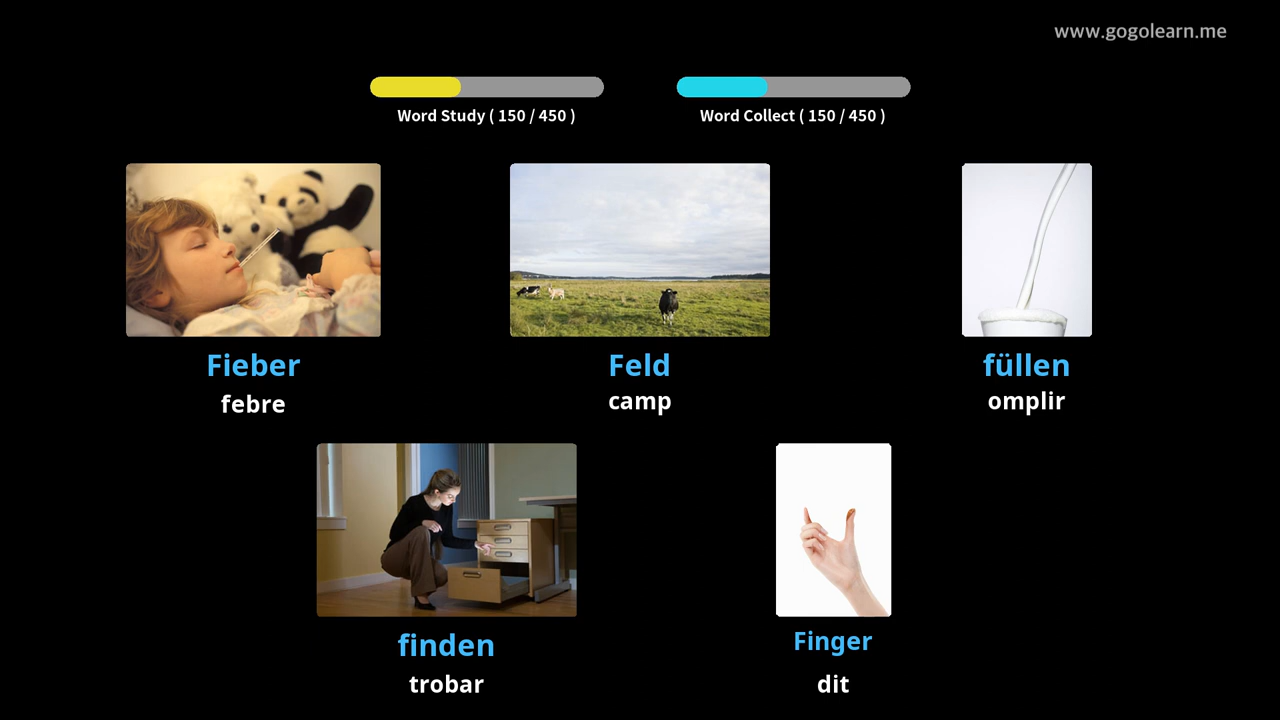 www.gogolearn.me
Word Study ( 150 / 450 )
Word Collect ( 150 / 450 )
Fieber
febre
Feld
camp
füllen
omplir
finden
trobar
Finger
dit